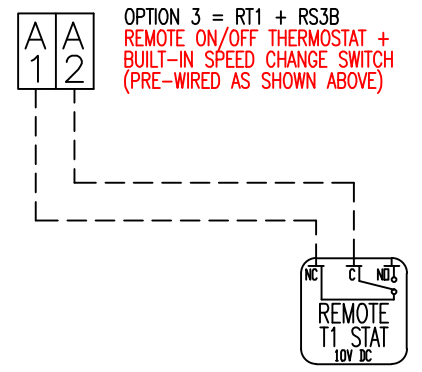 OPTION 3 = RT1 + RS3B
REMOTE ON/OFF THERMOSTAT +
BUILT-IN SPEED CHANGE SWITCH
(PRE-WIRED AS SHOWN ABOVE)
A A
1 2
NC C NO
REMOTE
T1 STAT
10V DC